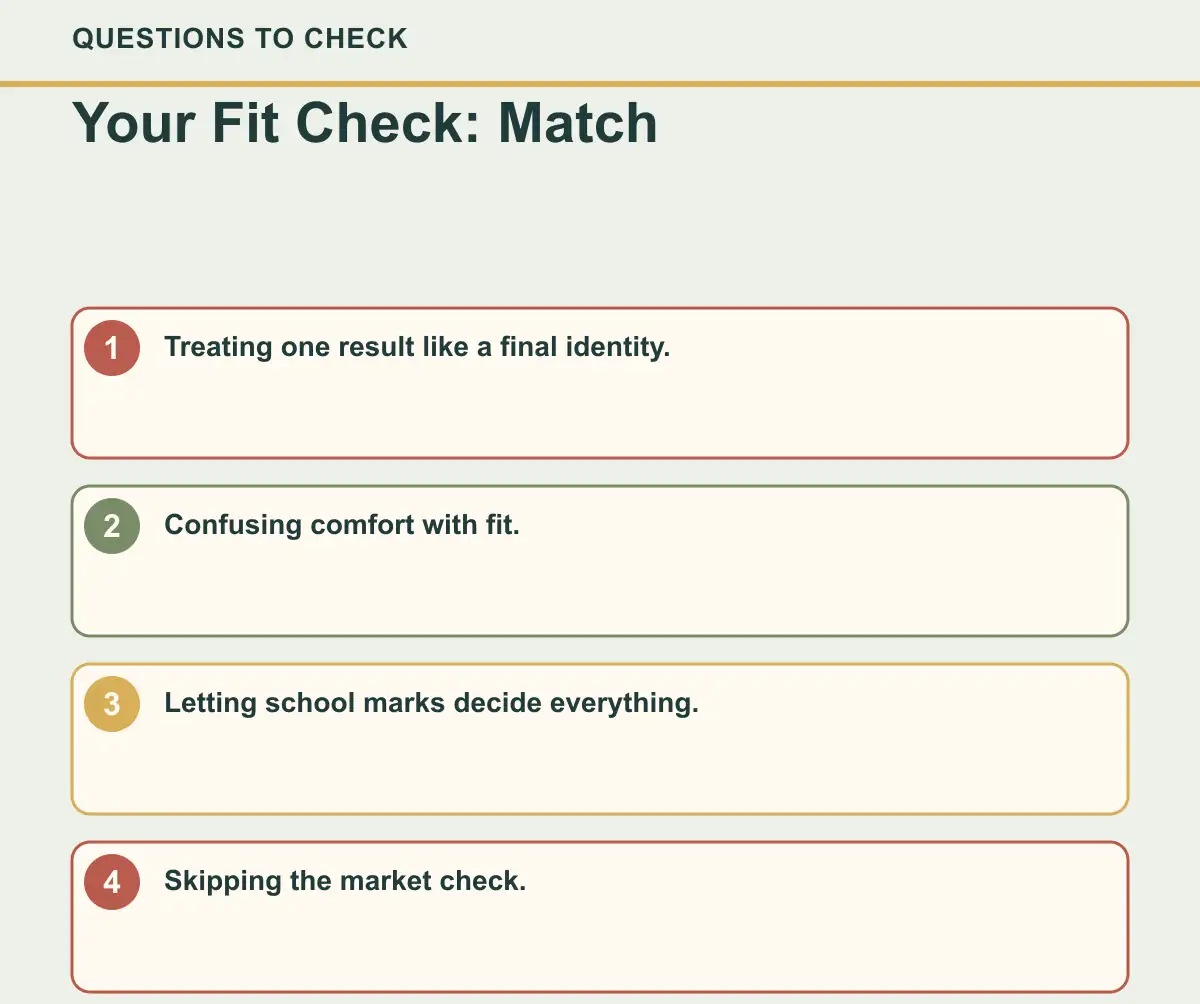 QUESTIONS TO CHECK
Your Fit Check: Match
1 Treating one result like a final identity.
2 Confusing comfort with fit.
3 Letting school marks decide everything.
4 Skipping the market check.